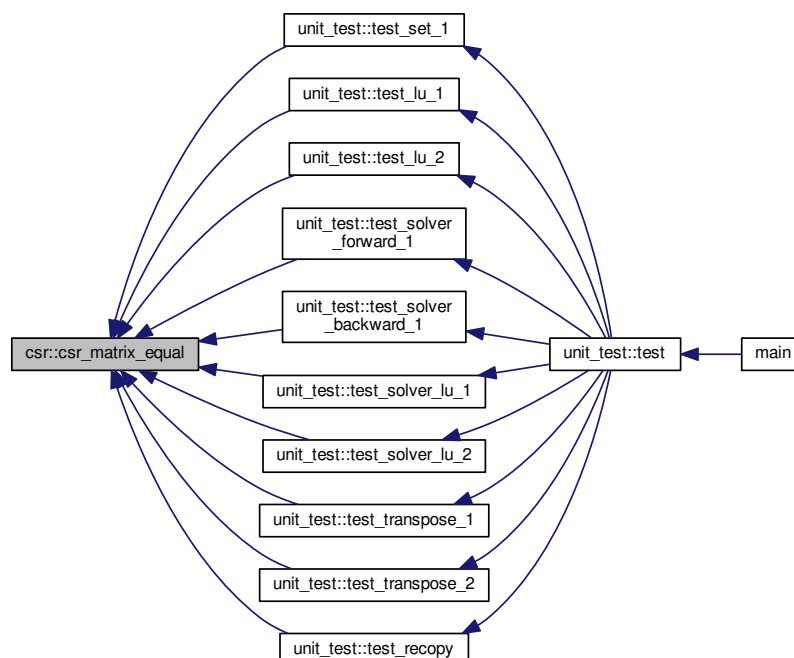 unit_test::test_set_1
unit_test::test_lu_1
unit_test::test_lu_2
unit_test::test_solver
_forward_1
unit_test::test_solver
_backward_1
csr::csr_matrix_equal
unit_test::test
main
unit_test::test_solver_lu_1
unit_test::test_solver_lu_2
unit_test::test_transpose_1
unit_test::test_transpose_2
unit_test::test_recopy